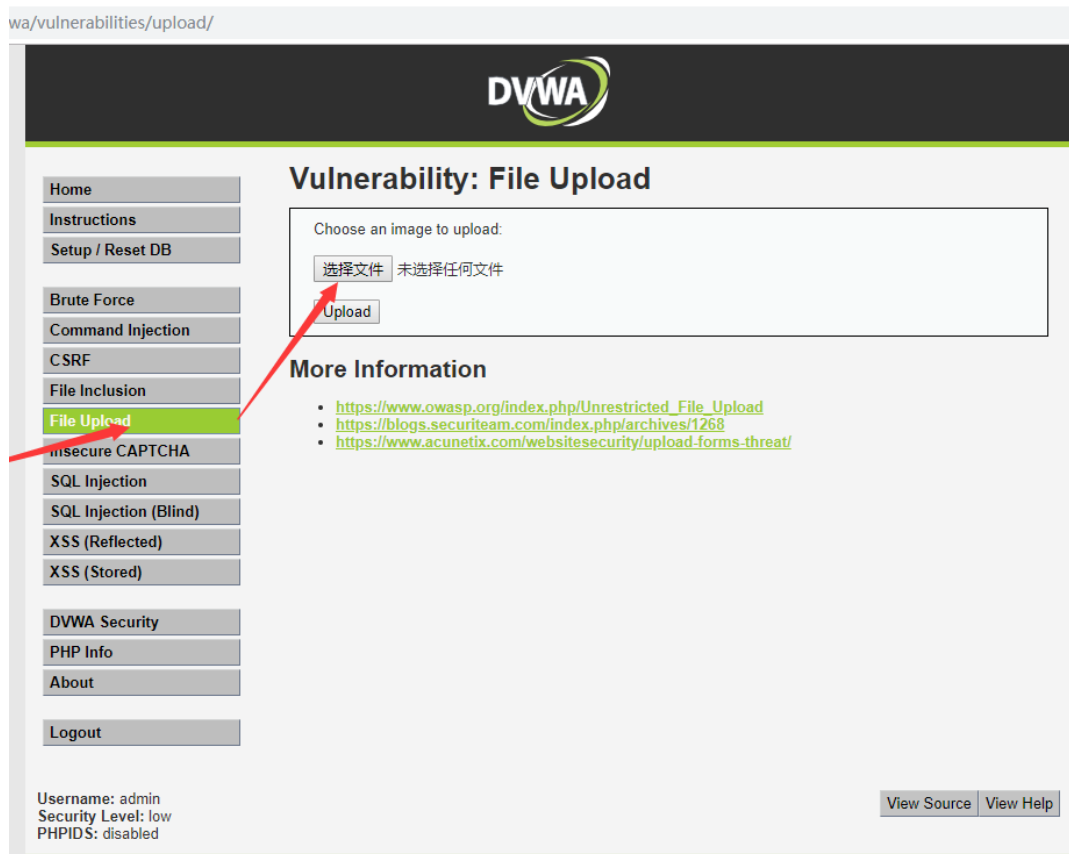 wa/vulnerabilities/upload/
DVWA
Home
Instructions
Setup / Reset DB
Brute Force
Command Injection
CSRF
File Inclusion
File Upload
Insecure CAPTCHA
SQL Injection
SQL Injection (Blind)
XSS (Reflected)
XSS (Stored)
DVWA Security
PHP Info
About
Logout
Vulnerability: File Upload
Choose an image to upload:
选择文件 未选择任何文件
Upload
More Information
https://www.owasp.org/index.php/Unrestricted_File_Upload
https://blogs.securiteam.com/index.php/archives/1268
https://www.acunetix.com/websitesecurity/upload-forms-threat/
Username: admin
Security Level: low
PHPIDS: disabled
View Source View Help